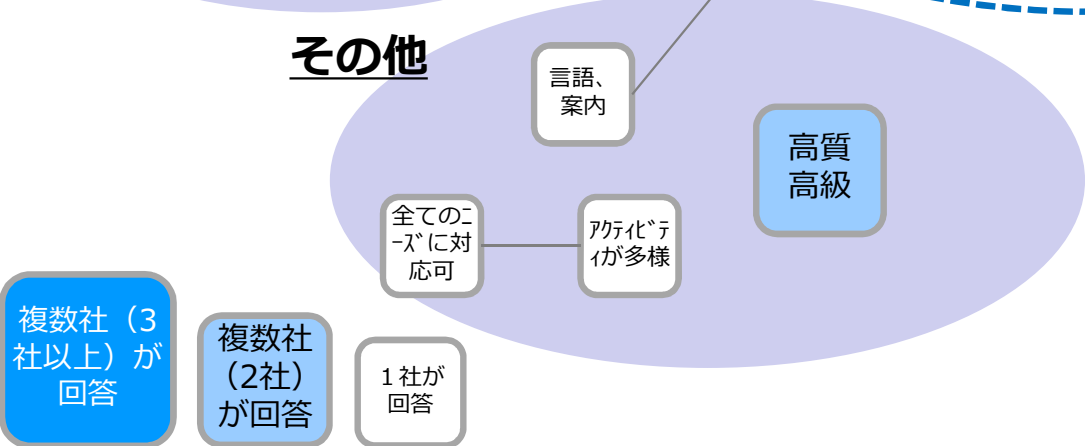 その他
言語、
案内
高質
高級
全てのﾆ
ｰｽﾞに対
応可
ｱｸﾃｨﾋﾞﾃ
ｨが多様
複数社（3
社以上）が
回答
複数社
（2社）
が回答
１社が
回答